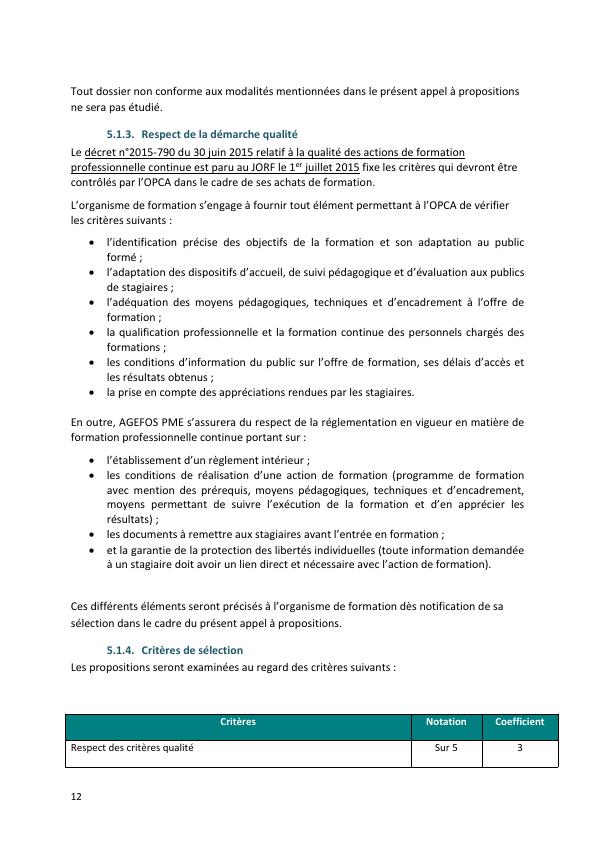 Tout dossier non conforme aux modalités mentionnées dans le présent appel à propositions
ne sera pas étudié.
5.1.3. Respect de la démarche qualité
Le décret n°2015-790 du 30 juin 2015 relatif à la qualité des actions de formation
professionnelle continue est paru au JORF le 1er juillet 2015 fixe les critères qui devront être
contrôlés par l'OPCA dans le cadre de ses achats de formation.
L'organisme de formation s'engage à fournir tout élément permettant à l'OPCA de vérifier
les critères suivants :
• l'identification précise des objectifs de la formation et son adaptation au public
formé ;
• l'adaptation des dispositifs d'accueil, de suivi pédagogique et d'évaluation aux publics
de stagiaires ;
• l'adéquation des moyens pédagogiques, techniques et d'encadrement à l'offre de
formation ;
• la qualification professionnelle et la formation continue des personnels chargés des
formations ;
• les conditions d'information du public sur l'offre de formation, ses délais d'accès et
les résultats obtenus ;
• la prise en compte des appréciations rendues par les stagiaires.
En outre, AGEFOS PME s'assurera du respect de la réglementation en vigueur en matière de
formation professionnelle continue portant sur :
• l'établissement d'un règlement intérieur ;
• les conditions de réalisation d'une action de formation (programme de formation
avec mention des prérequis, moyens pédagogiques, techniques et d'encadrement,
moyens permettant de suivre l'exécution de la formation et d'en apprécier les
résultats) ;
• les documents à remettre aux stagiaires avant l'entrée en formation ;
• et la garantie de la protection des libertés individuelles (toute information demandée
à un stagiaire doit avoir un lien direct et nécessaire avec l'action de formation).
Ces différents éléments seront précisés à l'organisme de formation dès notification de sa
sélection dans le cadre du présent appel à propositions.
5.1.4. Critères de sélection
Les propositions seront examinées au regard des critères suivants :
Critères Notation Coefficient
Respect des critères qualité Sur 5 3
12